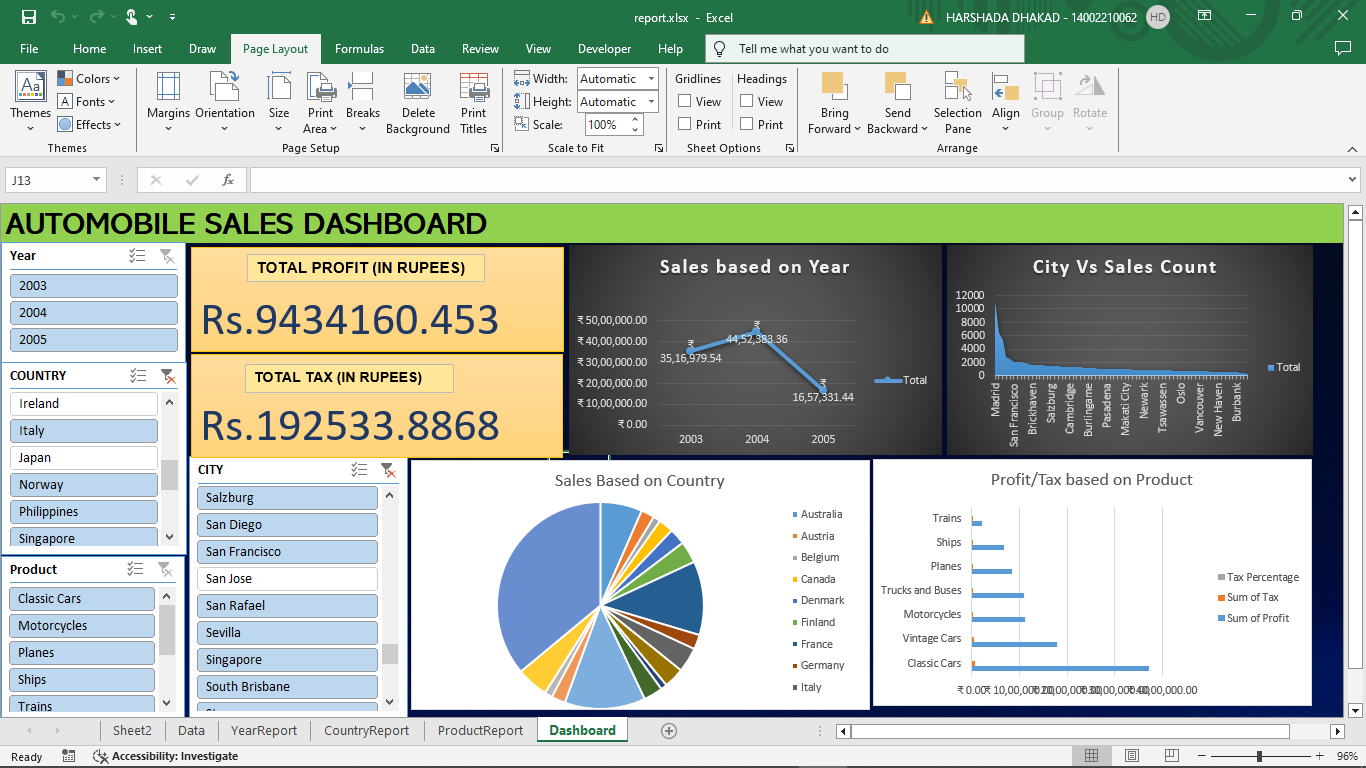 report.xlsx - Excel
HARSHADA DHAKAD - 14002210062
HD
File Home Insert Draw Page Layout Formulas Data Review View Developer Help Tell me what you want to do
Themes
Colors
Fonts
Effects
Themes
Margins Orientation Size Print Area Breaks Delete Background Print Titles
Page Setup
Width: Automatic
Height: Automatic
Scale: 100%
Scale to Fit
Gridlines Headings
View View
Print Print
Sheet Options
Bring Forward Send Backward Selection Pane Align Group Rotate
Arrange
J13
fx
AUTOMOBILE SALES DASHBOARD
Year
2003
2004
2005
COUNTRY
Ireland
Italy
Japan
Norway
Philippines
Singapore
Product
Classic Cars
Motorcycles
Planes
Ships
Trains
TOTAL PROFIT (IN RUPEES)
Rs.9434160.453
TOTAL TAX (IN RUPEES)
Rs.192533.8868
CITY
Salzburg
San Diego
San Francisco
San Jose
San Rafael
Sevilla
Singapore
South Brisbane
Sales based on Year
₹ 50,00,000.00
₹ 40,00,000.00
₹ 30,00,000.00
₹ 20,00,000.00
₹ 10,00,000.00
₹ 0.00
₹
35,16,979.54
₹
44,52,383.36
₹
16,57,331.44
2003 2004 2005
Total
City Vs Sales Count
12000
10000
8000
6000
4000
2000
0
Madrid
San Francisco
Brickhaven
Salzburg
Cambridge
Burlingame
Pasadena
Makati City
Newark
Tsawassen
Oslo
Vancouver
New Haven
Burbank
Total
Sales Based on Country
Australia
Austria
Belgium
Canada
Denmark
Finland
France
Germany
Italy
Profit/Tax based on Product
Trains
Ships
Planes
Trucks and Buses
Motorcycles
Vintage Cars
Classic Cars
₹ 0.00 ₹ 10,00,000.00 ₹ 20,00,000.00 ₹ 30,00,000.00 ₹ 40,00,000.00
Tax Percentage
Sum of Tax
Sum of Profit
Sheet2 Data YearReport CountryReport ProductReport Dashboard
Ready Accessibility: Investigate
96%